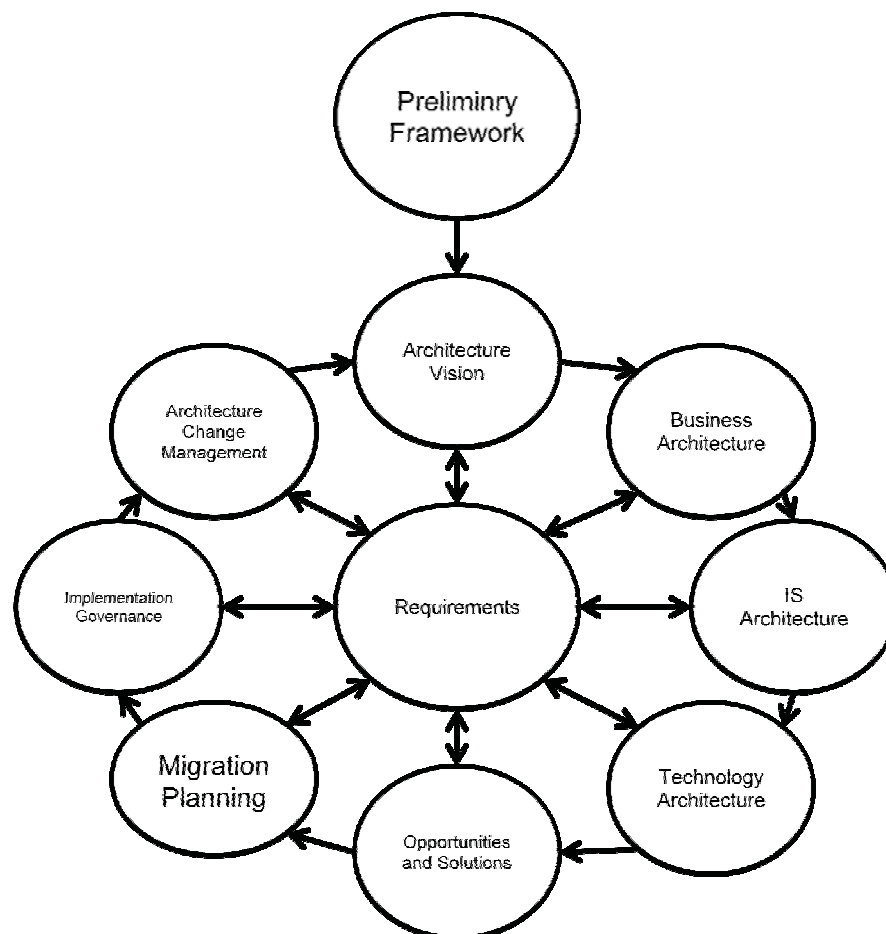 Preliminry
Framework
Architecture
Vision
Architecture
Change
Management
Business
Architecture
Implementation
Governance
Requirements
IS
Architecture
Migration
Planning
Technology
Architecture
Opportunities
and Solutions